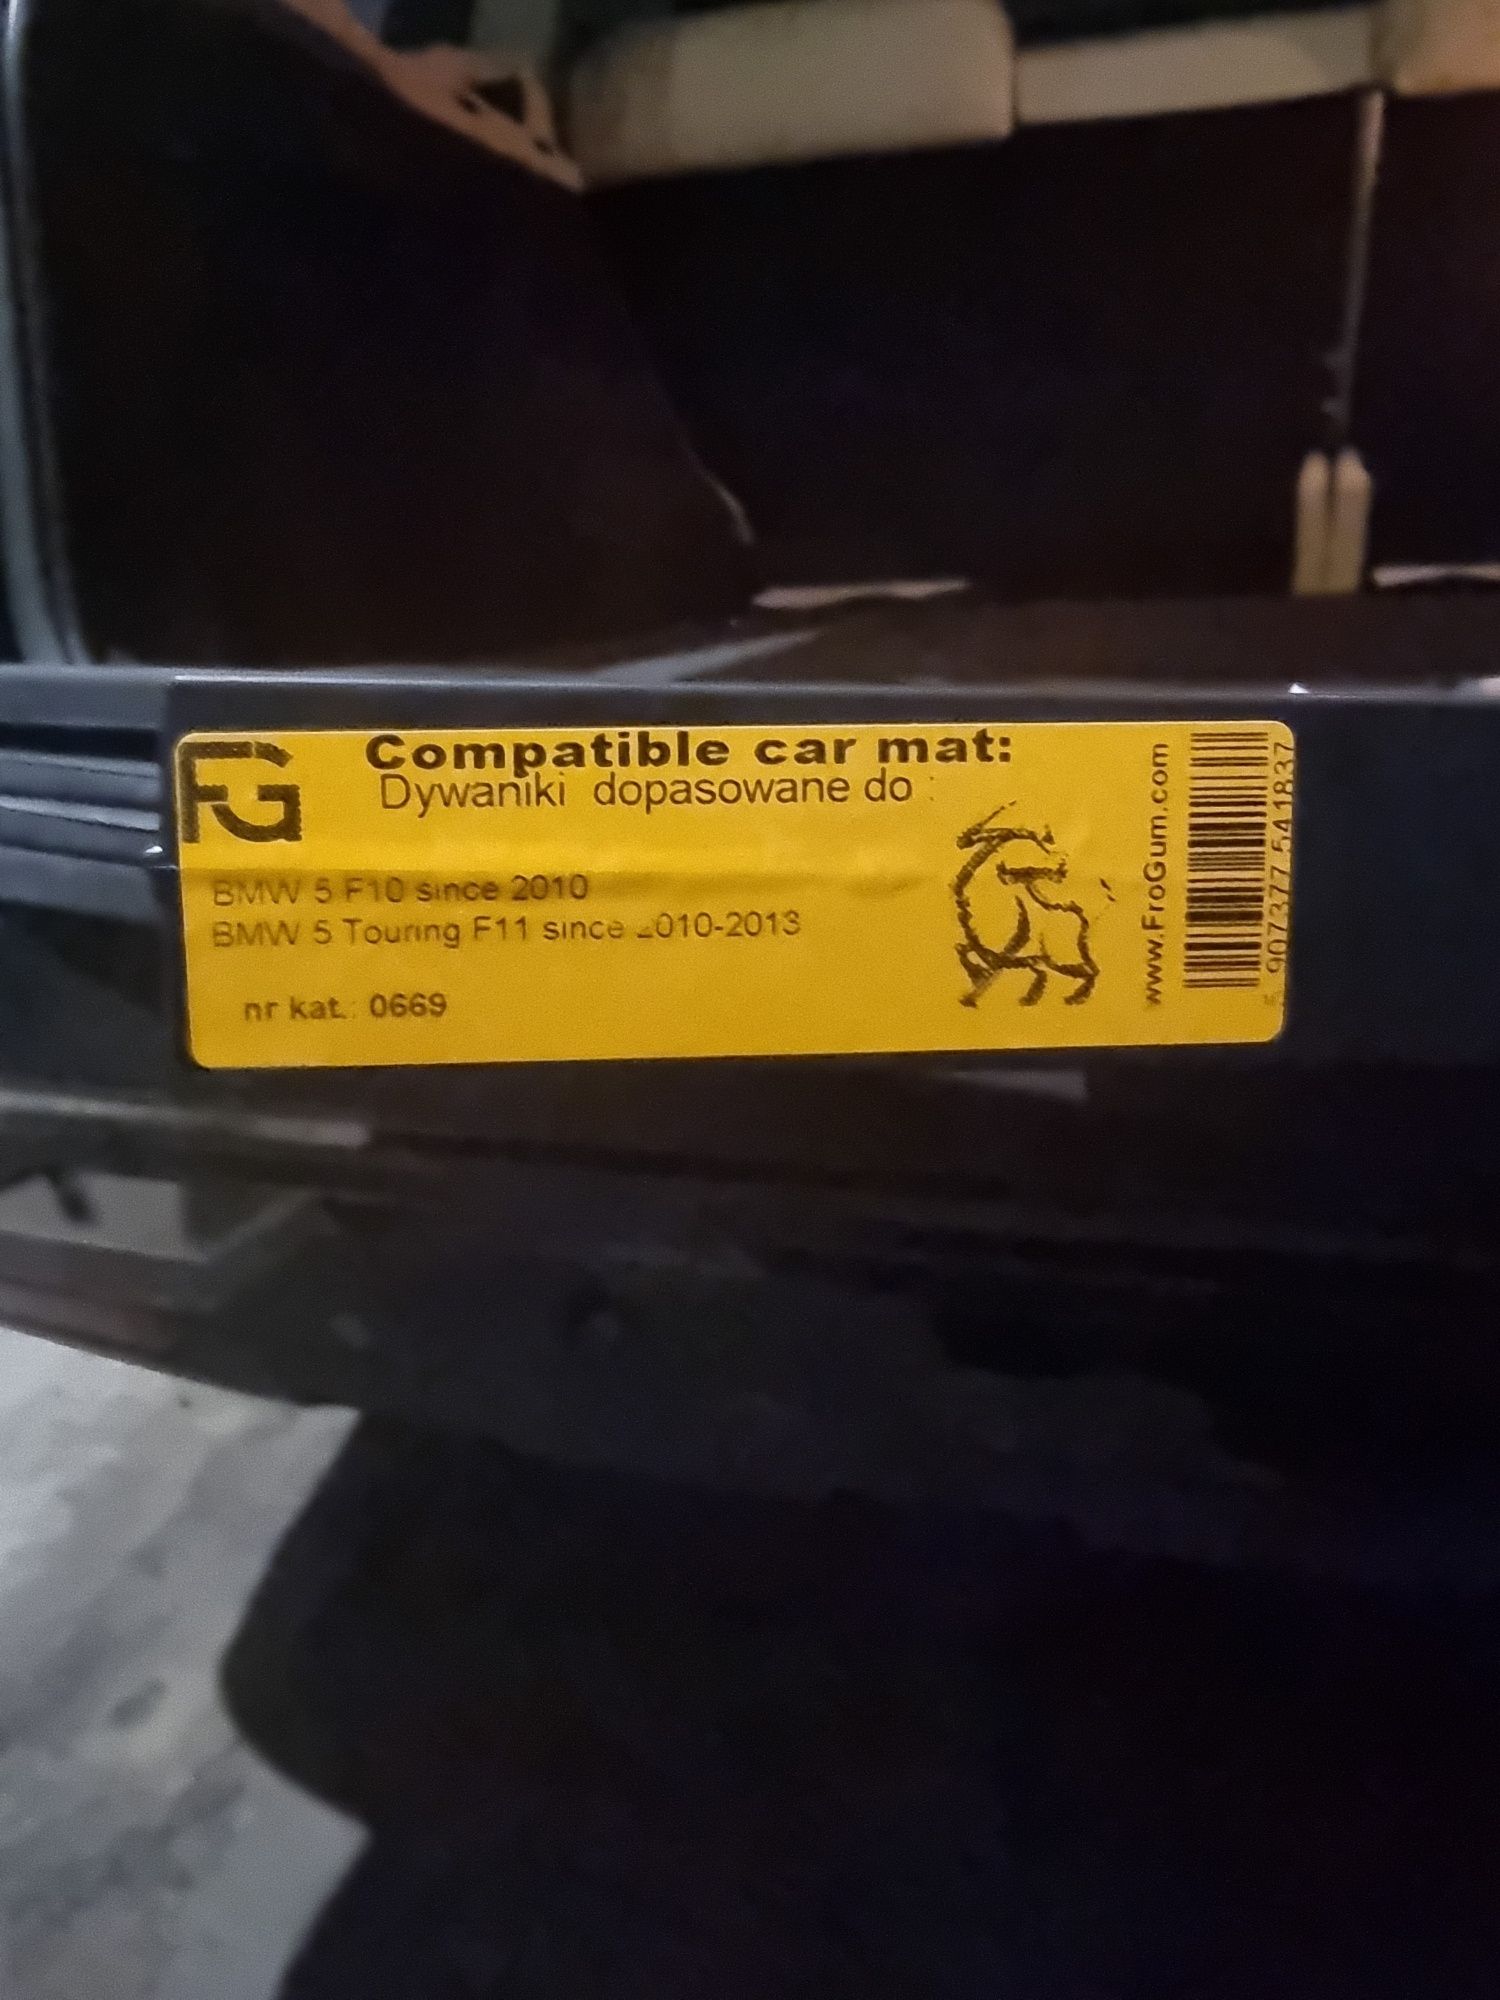 FG
Compatible car mat:
Dywaniki dopasowane do :
BMW 5 F10 since 2010
BMW 5 Touring F11 since 2010-2013
nr kat.: 0669
www.FroGum.com
5 907377 541837